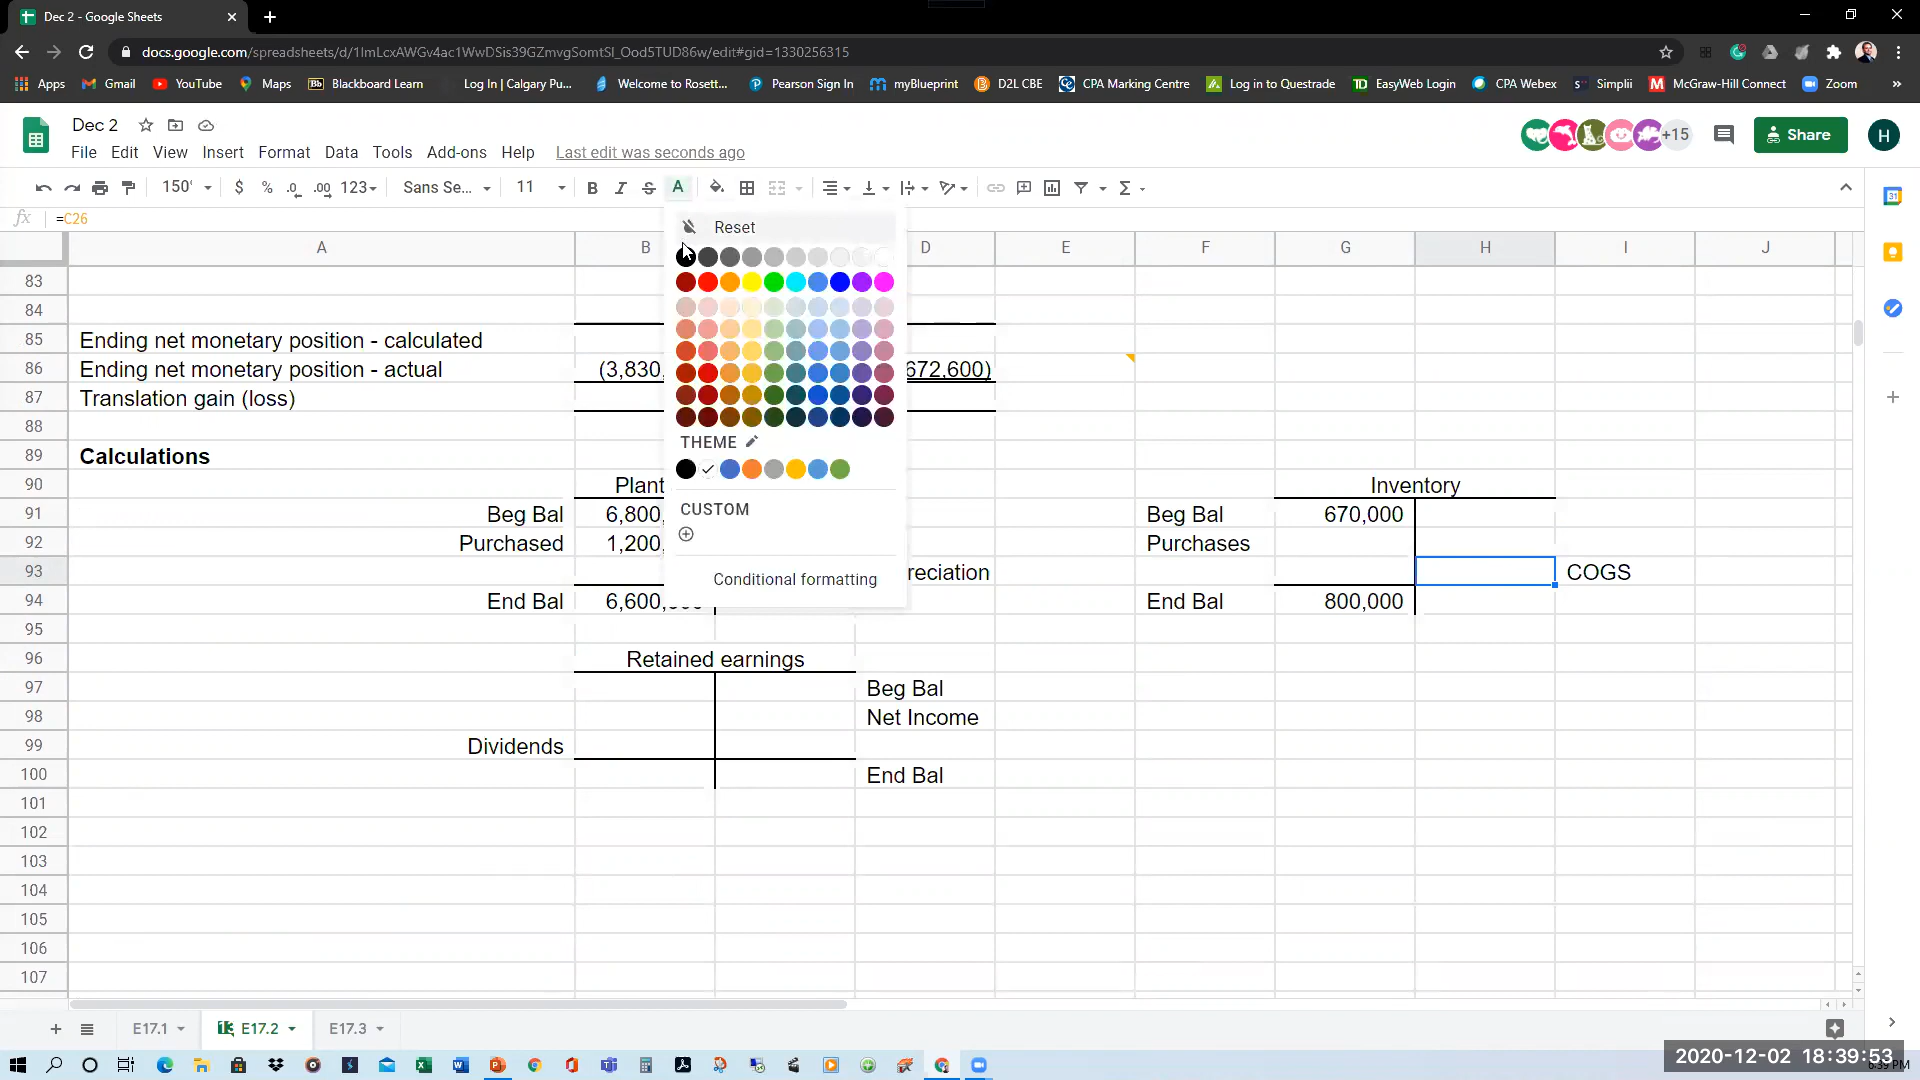 Dec 2 - Google Sheets
docs.google.com/spreadsheets/d/1ImLcxAWGv4ac1WwDSis39GZmvgSomtSI_Ood5TUD86w/edit#gid=1330256315
Apps Gmail YouTube Maps Bb Blackboard Learn Log In | Calgary Pu... Welcome to Rosett... Pearson Sign In myBlueprint D2L CBE CPA Marking Centre Log in to Questrade TD EasyWeb Login CPA Webex Simplii McGraw-Hill Connect Zoom »
Dec 2
+15 Share H
File Edit View Insert Format Data Tools Add-ons Help Last edit was seconds ago
$ % .0 .00 123 Sans Se... 11 B I S A Σ
fx =C26
Reset
A B D E F G H I J
83
84
85 Ending net monetary position - calculated
86 Ending net monetary position - actual (3,830, 672,600)
87 Translation gain (loss)
88
THEME
89 Calculations
90 Plant Inventory
CUSTOM
91 Beg Bal 6,800, Beg Bal 670,000
92 Purchased 1,200, Purchases
Conditional formatting
93 reciation COGS
94 End Bal 6,600, End Bal 800,000
95
96 Retained earnings
97 Beg Bal
98 Net Income
99 Dividends
100 End Bal
101
102
103
104
105
106
107
+ E17.1 E17.2 E17.3
2020-12-02 18:39:53